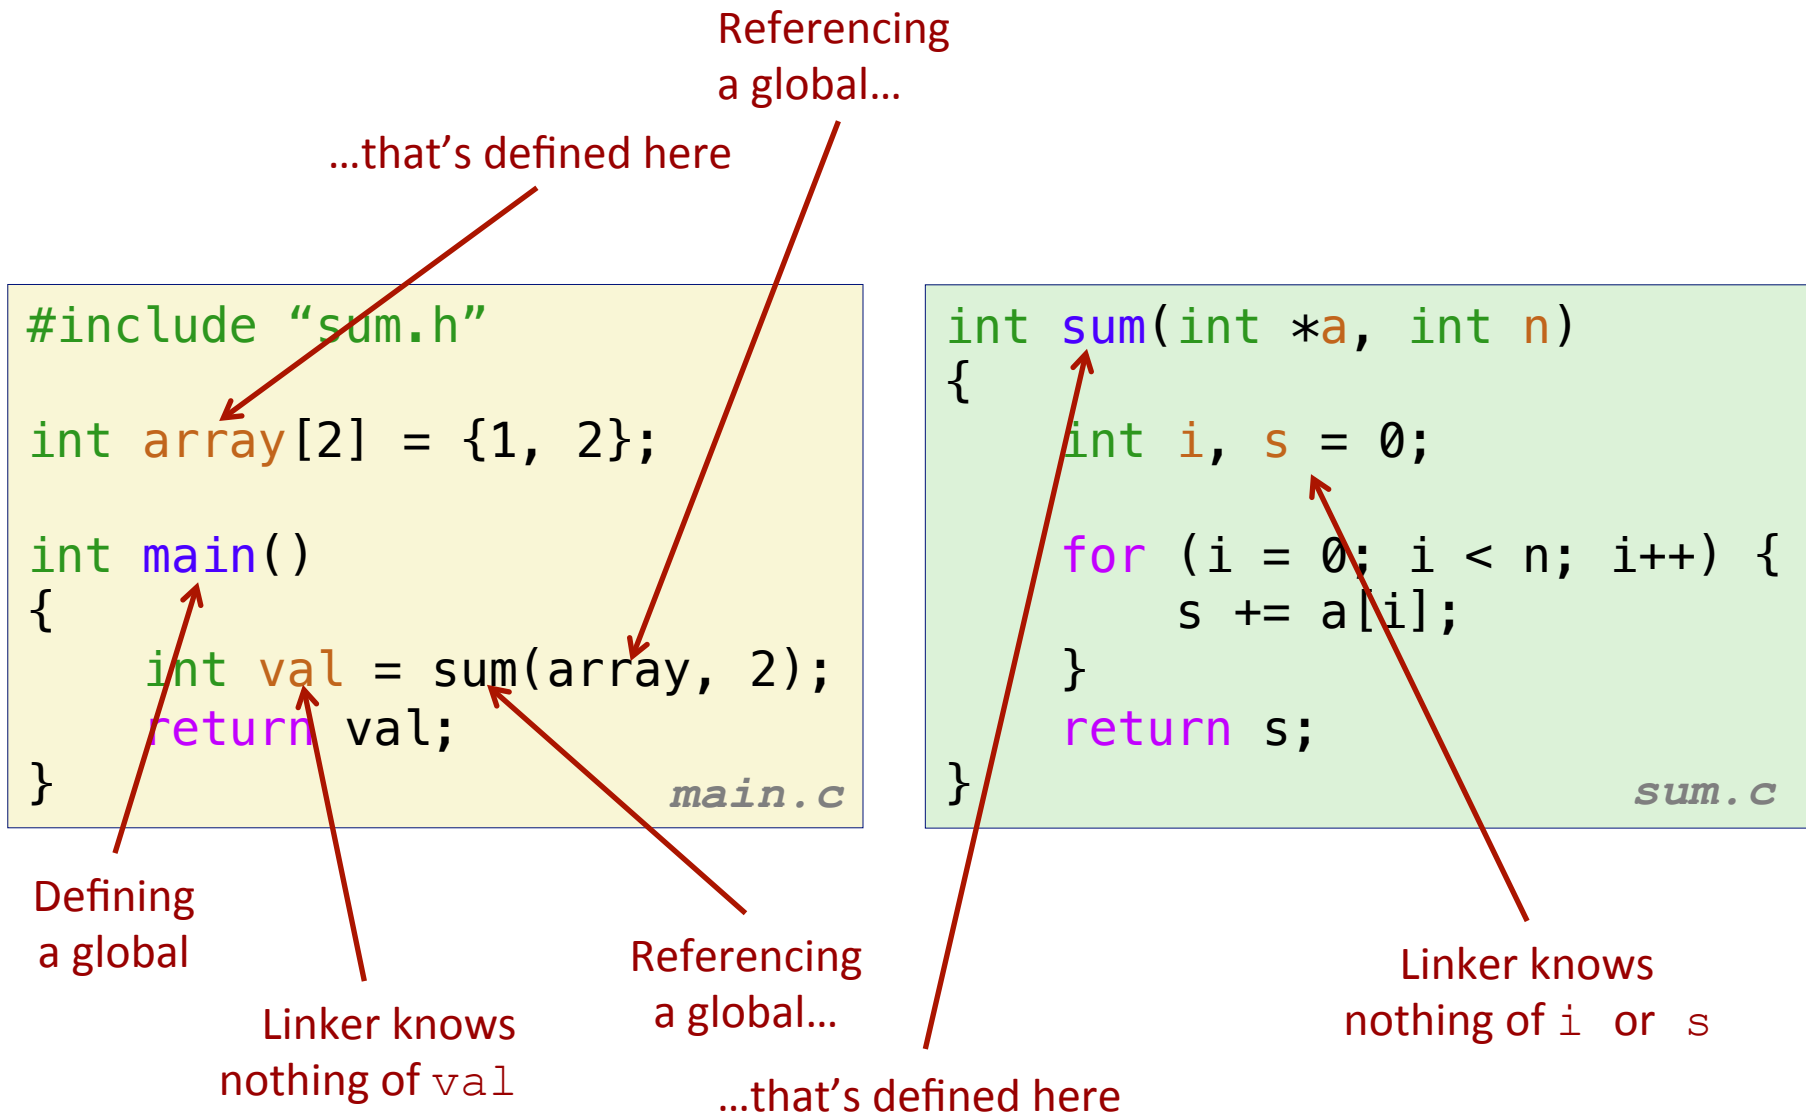 Referencing
a global…
…that’s defined here
#include “sum.h”
int array[2] = {1, 2};
int main()
{
    int val = sum(array, 2);
    return val;
}
main.c
int sum(int *a, int n)
{
    int i, s = 0;
    for (i = 0; i < n; i++) {
        s += a[i];
    }
    return s;
}
sum.c
Defining
a global
Linker knows
nothing of val
Referencing
a global…
…that’s defined here
Linker knows
nothing of i or s